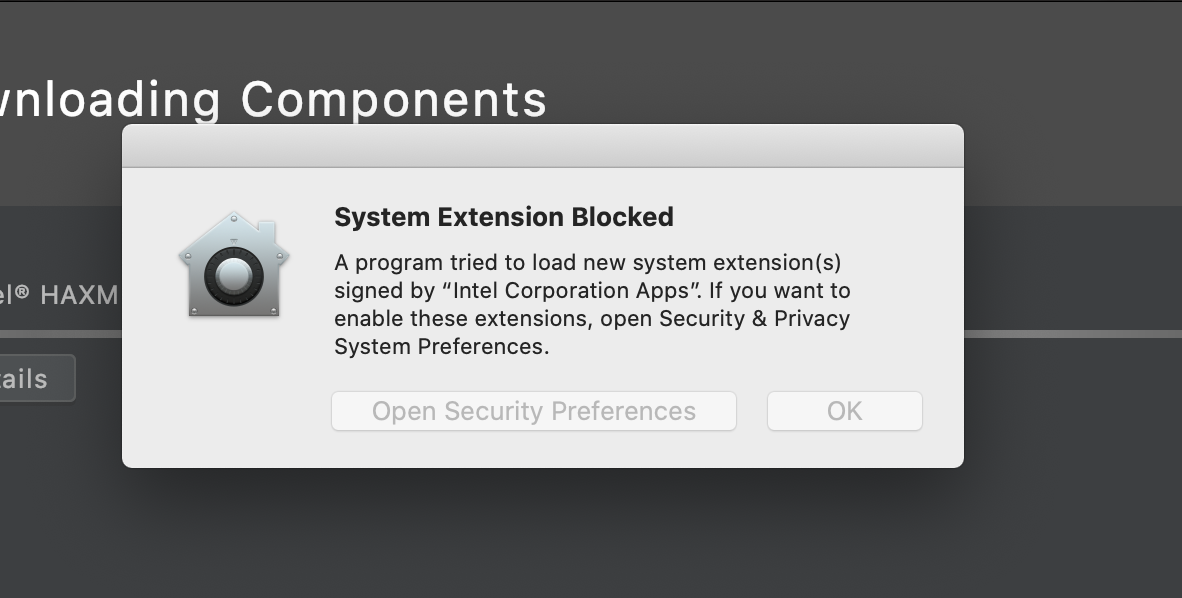 wnloading Components
System Extension Blocked
A program tried to load new system extension(s)
signed by “Intel Corporation Apps”. If you want to
enable these extensions, open Security & Privacy
System Preferences.
el® HAXM
tails
Open Security Preferences
OK